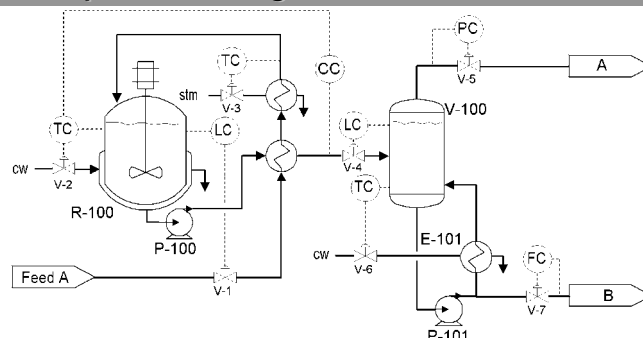 PC
TC
CC
A
V-5
stm
V-3
V-100
TC
LC
LC
V-4
cw
V-2
TC
R-100
P-100
E-101
cw
V-6
FC
Feed A
V-1
V-7
B
P-101